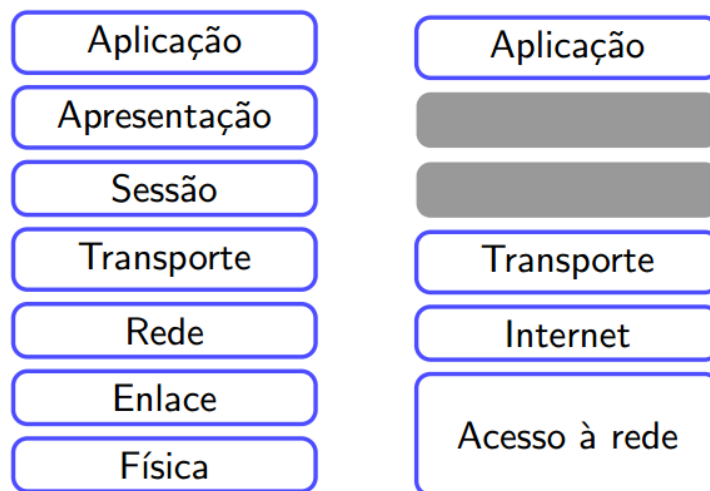 Aplicação
Apresentação
Sessão
Transporte
Rede
Enlace
Física
Aplicação
Transporte
Internet
Acesso à rede